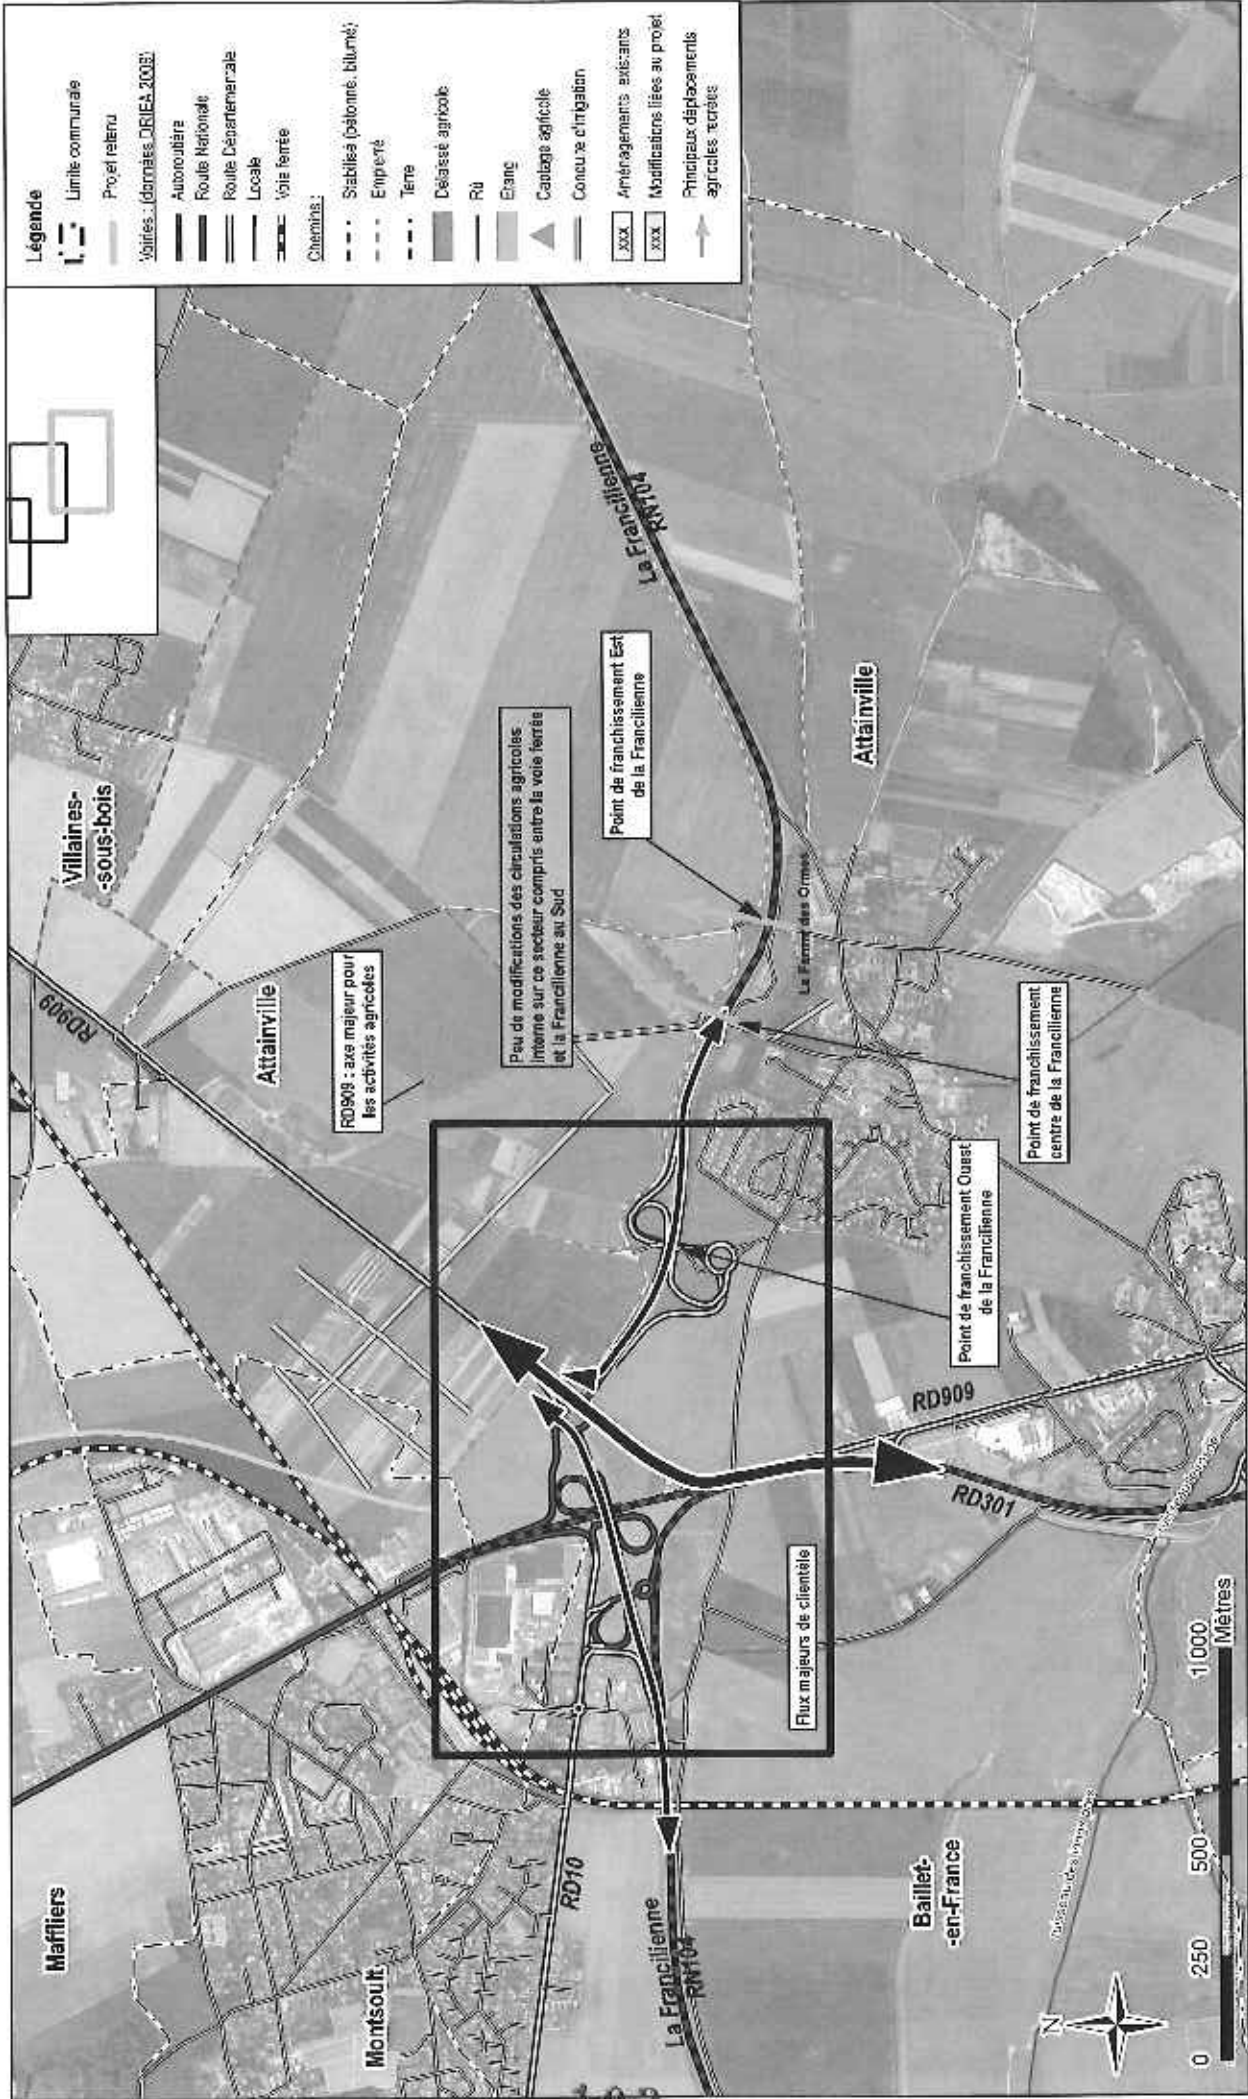 Légende
Limite communale
Projet retenu
Voiries : (données DRIEA 2008)
Autoroutière
Route Nationale
Route Départementale
Locale
Voie ferrée
Chemins :
Stabilisé (bétonné, bitumé)
Empierré
Terre
Délaissé agricole
Rû
Etang
Captage agricole
Conduite d'irrigation
xxx Aménagements existants
xxx Modifications liées au projet
Principaux déplacements
agricoles recréés
Maffliers
Montsoult
Villaines-
-sous-bois
RD909
Attainville
RD909 : axe majeur pour
les activités agricoles
Peu de modifications des circulations agricoles
interne sur ce secteur compris entre la voie ferrée
et la Francilienne au Sud
La Francilienne
RN104
Point de franchissement Est
de la Francilienne
La Ferme des Ormes
Attainville
Point de franchissement
centre de la Francilienne
Point de franchissement Ouest
de la Francilienne
RD909
RD301
Flux majeurs de clientèle
RD10
La Francilienne
RN104
Baillet-
-en-France
N
0 250 500 1 000
Mètres